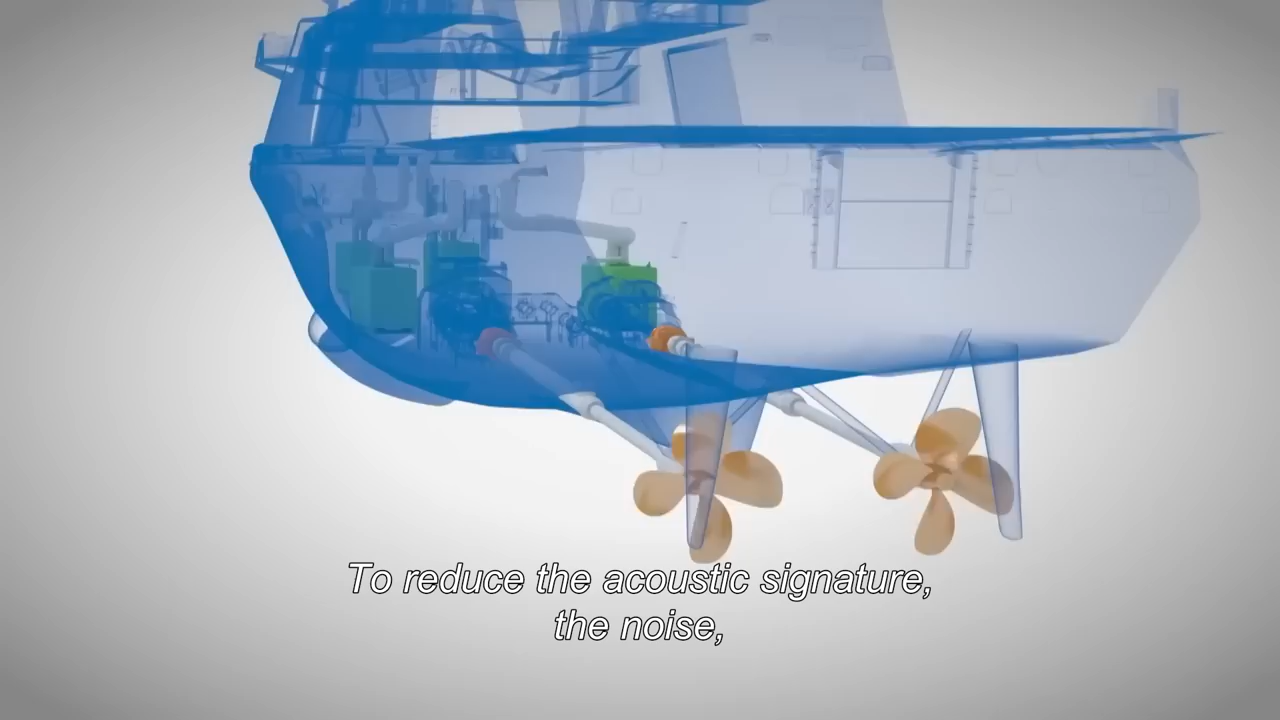 To reduce the acoustic signature,
the noise,